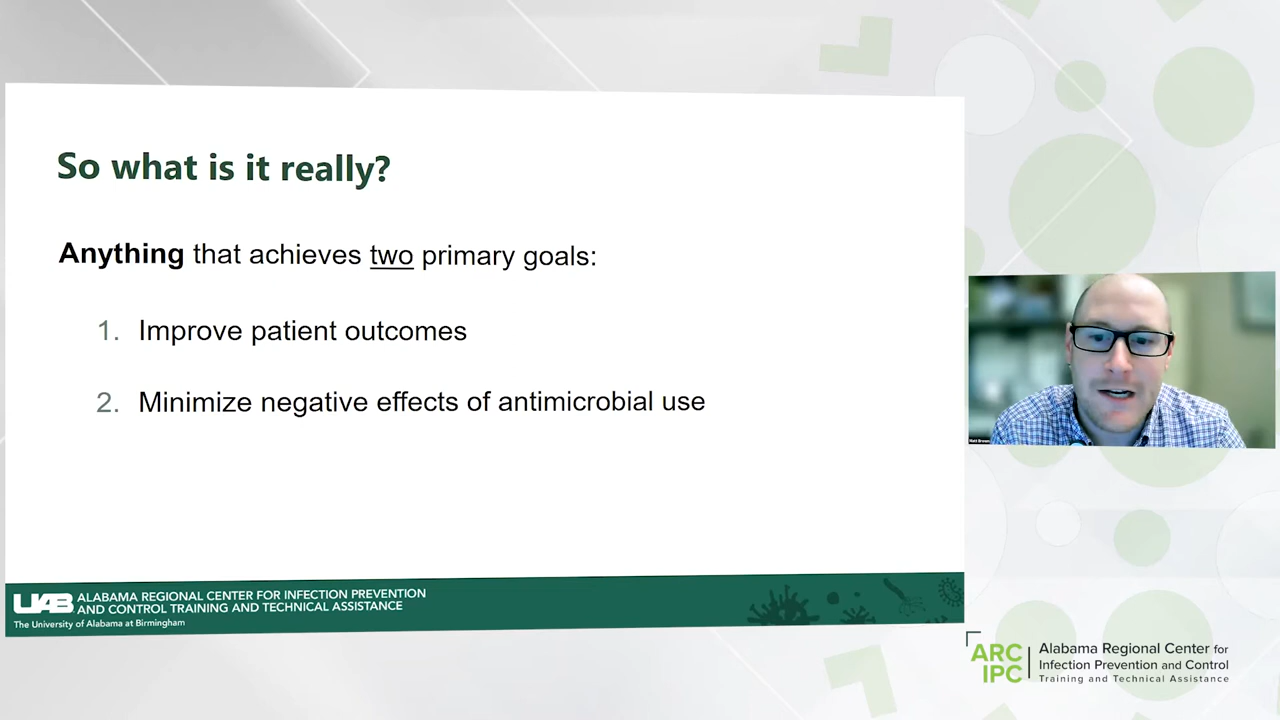 So what is it really?
Anything that achieves two primary goals:
1. Improve patient outcomes
2. Minimize negative effects of antimicrobial use
Matt Brown
UAB
ALABAMA REGIONAL CENTER FOR INFECTION PREVENTION
AND CONTROL TRAINING AND TECHNICAL ASSISTANCE
The University of Alabama at Birmingham
ARC
IPC
Alabama Regional Center for
Infection Prevention and Control
Training and Technical Assistance